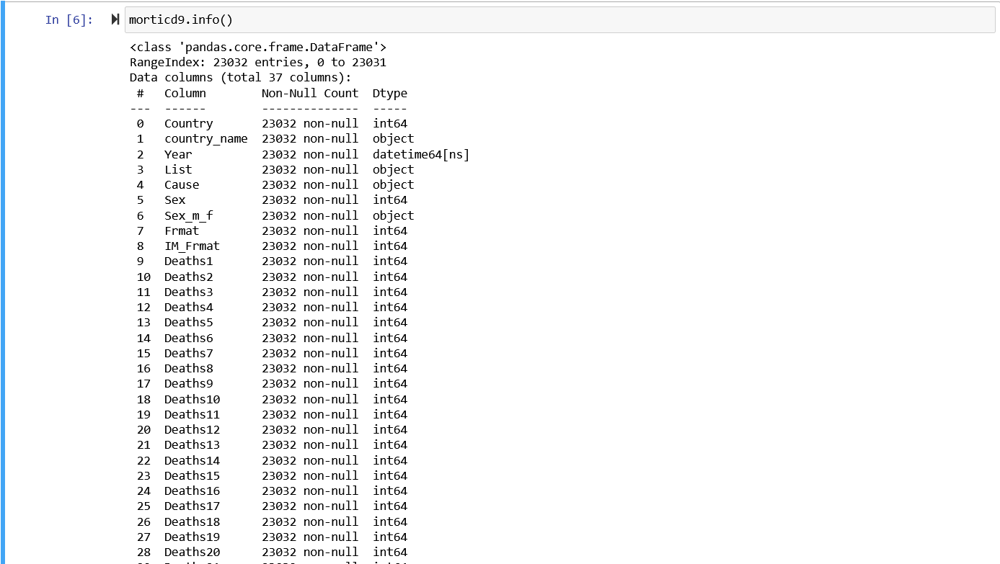 In [6]: morticd9.info()
<class 'pandas.core.frame.DataFrame'>
RangeIndex: 23032 entries, 0 to 23031
Data columns (total 37 columns):
 #   Column        Non-Null Count  Dtype
---  ------        --------------  -----
 0   Country       23032 non-null  int64
 1   country_name  23032 non-null  object
 2   Year          23032 non-null  datetime64[ns]
 3   List          23032 non-null  object
 4   Cause         23032 non-null  object
 5   Sex           23032 non-null  int64
 6   Sex_m_f       23032 non-null  object
 7   Frmat         23032 non-null  int64
 8   IM_Frmat      23032 non-null  int64
 9   Deaths1       23032 non-null  int64
 10  Deaths2       23032 non-null  int64
 11  Deaths3       23032 non-null  int64
 12  Deaths4       23032 non-null  int64
 13  Deaths5       23032 non-null  int64
 14  Deaths6       23032 non-null  int64
 15  Deaths7       23032 non-null  int64
 16  Deaths8       23032 non-null  int64
 17  Deaths9       23032 non-null  int64
 18  Deaths10      23032 non-null  int64
 19  Deaths11      23032 non-null  int64
 20  Deaths12      23032 non-null  int64
 21  Deaths13      23032 non-null  int64
 22  Deaths14      23032 non-null  int64
 23  Deaths15      23032 non-null  int64
 24  Deaths16      23032 non-null  int64
 25  Deaths17      23032 non-null  int64
 26  Deaths18      23032 non-null  int64
 27  Deaths19      23032 non-null  int64
 28  Deaths20      23032 non-null  int64